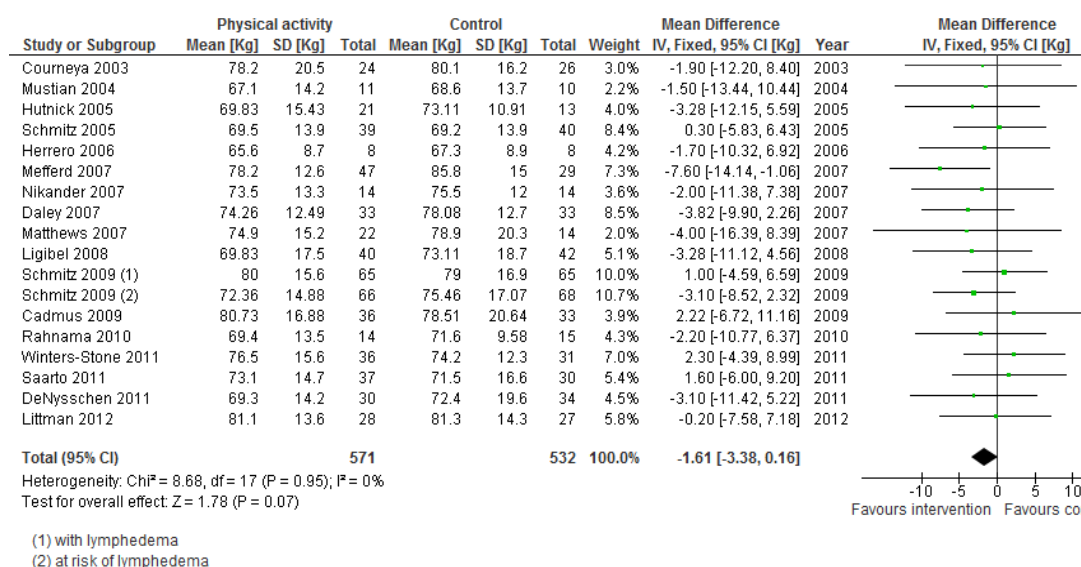 Physical activity Control Mean Difference Mean Difference
Study or Subgroup Mean [Kg] SD [Kg] Total Mean [Kg] SD [Kg] Total Weight IV, Fixed, 95% CI [Kg] Year IV, Fixed, 95% CI [Kg]
Courneya 2003 78.2 20.5 24 80.1 16.2 26 3.0% -1.90 [-12.20, 8.40] 2003
Mustian 2004 67.1 14.2 11 68.6 13.7 10 2.2% -1.50 [-13.44, 10.44] 2004
Hutnick 2005 69.83 15.43 21 73.11 10.91 13 4.0% -3.28 [-12.15, 5.59] 2005
Schmitz 2005 69.5 13.9 39 69.2 13.9 40 8.4% 0.30 [-5.83, 6.43] 2005
Herrero 2006 65.6 8.7 8 67.3 8.9 8 4.2% -1.70 [-10.32, 6.92] 2006
Mefferd 2007 78.2 12.6 47 85.8 15 29 7.3% -7.60 [-14.14, -1.06] 2007
Nikander 2007 73.5 13.3 14 75.5 12 14 3.6% -2.00 [-11.38, 7.38] 2007
Daley 2007 74.26 12.49 33 78.08 12.7 33 8.5% -3.82 [-9.90, 2.26] 2007
Matthews 2007 74.9 15.2 22 78.9 20.3 14 2.0% -4.00 [-16.39, 8.39] 2007
Ligibel 2008 69.83 17.5 40 73.11 18.7 42 5.1% -3.28 [-11.12, 4.56] 2008
Schmitz 2009 (1) 80 15.6 65 79 16.9 65 10.0% 1.00 [-4.59, 6.59] 2009
Schmitz 2009 (2) 72.36 14.88 66 75.46 17.07 68 10.7% -3.10 [-8.52, 2.32] 2009
Cadmus 2009 80.73 16.88 36 78.51 20.64 33 3.9% 2.22 [-6.72, 11.16] 2009
Rahnama 2010 69.4 13.5 14 71.6 9.58 15 4.3% -2.20 [-10.77, 6.37] 2010
Winters-Stone 2011 76.5 15.6 36 74.2 12.3 31 7.0% 2.30 [-4.39, 8.99] 2011
Saarto 2011 73.1 14.7 37 71.5 16.6 30 5.4% 1.60 [-6.00, 9.20] 2011
DeNysschen 2011 69.3 14.2 30 72.4 19.6 34 4.5% -3.10 [-11.42, 5.22] 2011
Littman 2012 81.1 13.6 28 81.3 14.3 27 5.8% -0.20 [-7.58, 7.18] 2012
Total (95% CI) 571 532 100.0% -1.61 [-3.38, 0.16]
Heterogeneity: Chi² = 8.68, df = 17 (P = 0.95); I² = 0%
Test for overall effect: Z = 1.78 (P = 0.07)
-10 -5 0 5 10
Favours intervention Favours co
(1) with lymphedema
(2) at risk of lymphedema